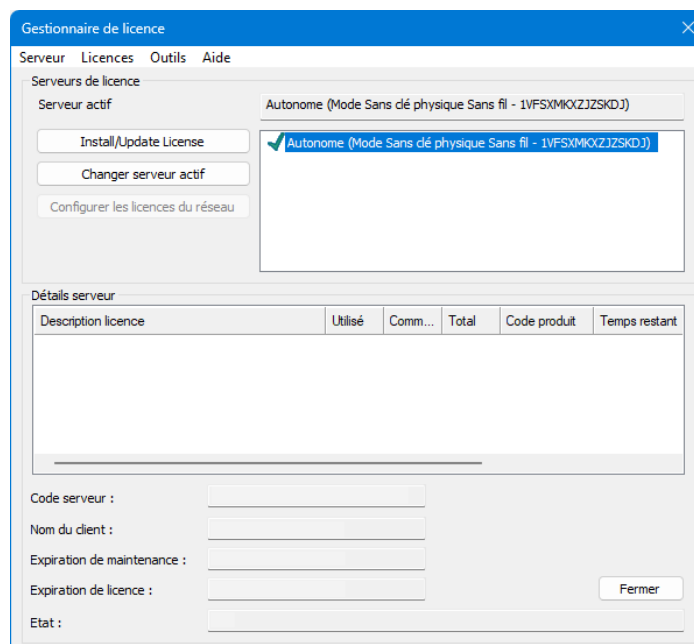 Gestionnaire de licence
Serveur Licences Outils Aide
Serveurs de licence
Serveur actif
Autonome (Mode Sans clé physique Sans fil - 1VFSXMKXZJZSKDJ)
Install/Update License
Autonome (Mode Sans clé physique Sans fil - 1VFSXMKXZJZSKDJ)
Changer serveur actif
Configurer les licences du réseau
Détails serveur
Description licence Utilisé Comm... Total Code produit Temps restant
Code serveur :
Nom du client :
Expiration de maintenance :
Expiration de licence :
Fermer
Etat :